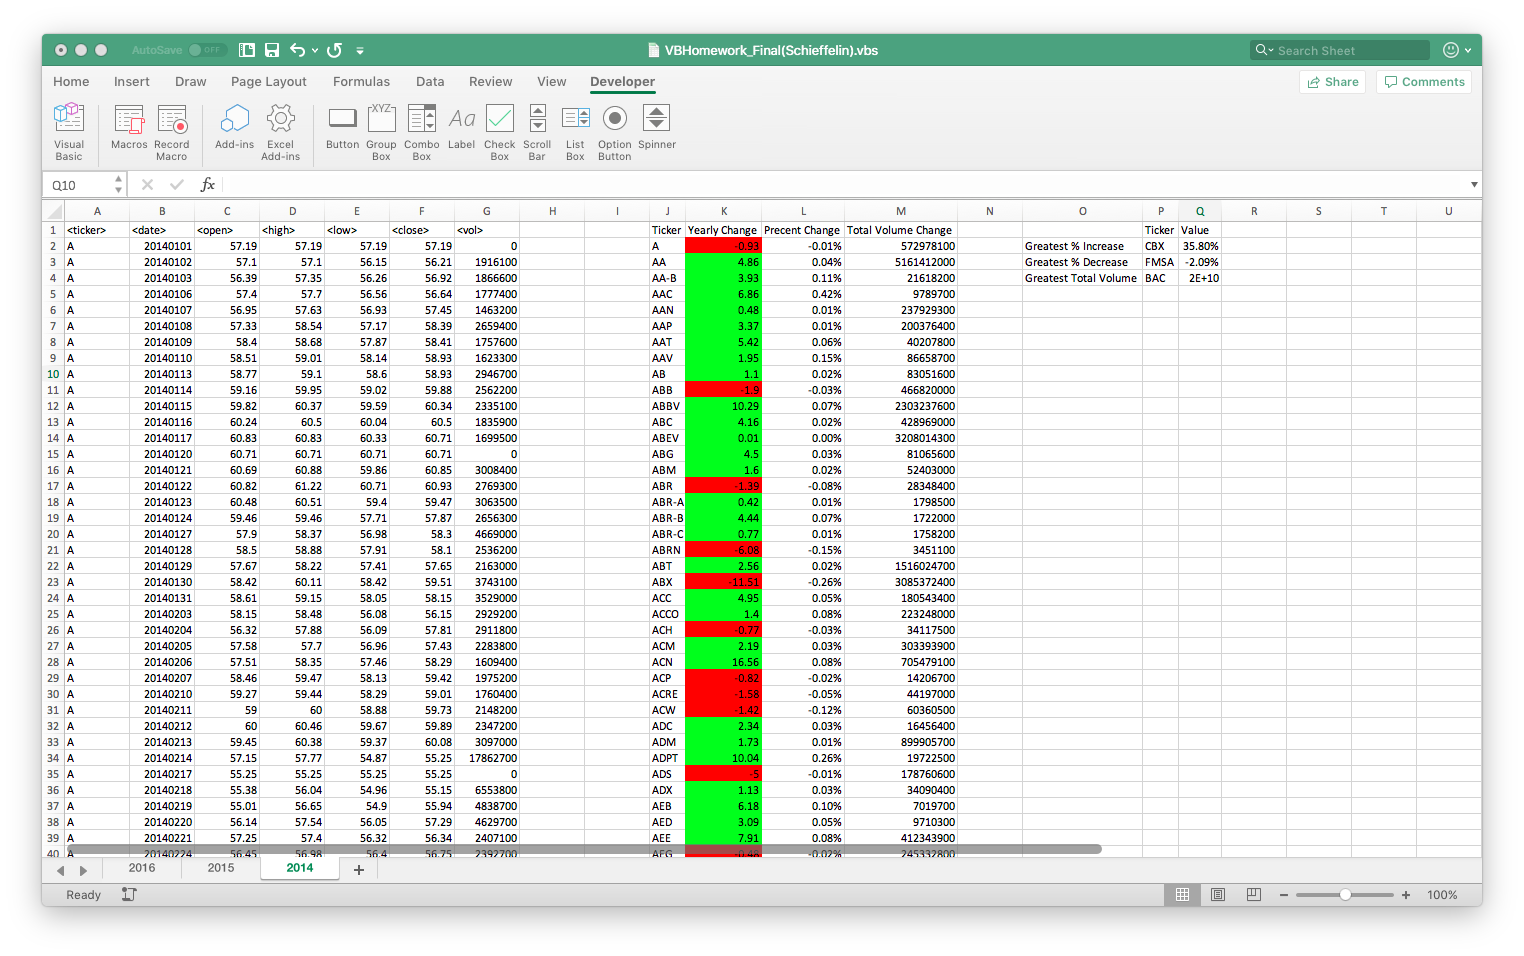 AutoSave OFF VBHomework_Final(Schieffelin).vbs Search Sheet
Home Insert Draw Page Layout Formulas Data Review View Developer Share Comments
Visual Basic Macros Record Macro Add-ins Excel Add-ins Button Group Box Combo Box Label Check Box Scroll Bar List Box Option Button Spinner
XYZ Aa
Q10 fx
A B C D E F G H I J K L M N O P Q R S T U
1 <ticker> <date> <open> <high> <low> <close> <vol> Ticker Yearly Change Precent Change Total Volume Change Ticker Value
2 A 20140101 57.19 57.19 57.19 57.19 0 A -0.93 -0.01% 572978100 Greatest % Increase CBX 35.80%
3 A 20140102 57.1 57.1 56.15 56.21 1916100 AA 4.86 0.04% 5161412000 Greatest % Decrease FMSA -2.09%
4 A 20140103 56.39 57.35 56.26 56.92 1866600 AA-B 3.93 0.11% 21618200 Greatest Total Volume BAC 2E+10
5 A 20140106 57.4 57.7 56.56 56.64 1777400 AAC 6.86 0.42% 9789700
6 A 20140107 56.95 57.63 56.93 57.45 1463200 AAN 0.48 0.01% 237929300
7 A 20140108 57.33 58.54 57.17 58.39 2659400 AAP 3.37 0.01% 200376400
8 A 20140109 58.4 58.68 57.87 58.41 1757600 AAT 5.42 0.06% 40207800
9 A 20140110 58.51 59.01 58.14 58.93 1623300 AAV 1.95 0.15% 86658700
10 A 20140113 58.77 59.1 58.6 58.93 2946700 AB 1.1 0.02% 83051600
11 A 20140114 59.16 59.95 59.02 59.88 2562200 ABB -1.9 -0.03% 466820000
12 A 20140115 59.82 60.37 59.59 60.34 2335100 ABBV 10.29 0.07% 2303237600
13 A 20140116 60.24 60.5 60.04 60.5 1835900 ABC 4.16 0.02% 428969000
14 A 20140117 60.83 60.83 60.33 60.71 1699500 ABEV 0.01 0.00% 3208014300
15 A 20140120 60.71 60.71 60.71 60.71 0 ABG 4.5 0.03% 81065600
16 A 20140121 60.69 60.88 59.86 60.85 3008400 ABM 1.6 0.02% 52403000
17 A 20140122 60.82 61.22 60.71 60.93 2769300 ABR -1.39 -0.08% 28348400
18 A 20140123 60.48 60.51 59.4 59.47 3063500 ABR-A 0.42 0.01% 1798500
19 A 20140124 59.46 59.46 57.71 57.87 2656300 ABR-B 4.44 0.07% 1722000
20 A 20140127 57.9 58.37 56.98 58.3 4669000 ABR-C 0.77 0.01% 1758200
21 A 20140128 58.5 58.88 57.91 58.1 2536200 ABRN -6.08 -0.15% 3451100
22 A 20140129 57.67 58.22 57.41 57.65 2163000 ABT 2.56 0.02% 1516024700
23 A 20140130 58.42 60.11 58.42 59.51 3743100 ABX -11.51 -0.26% 3085372400
24 A 20140131 58.61 59.15 58.05 58.15 3529000 ACC 4.95 0.05% 180543400
25 A 20140203 58.15 58.48 56.08 56.15 2929200 ACCO 1.4 0.08% 223248000
26 A 20140204 56.32 57.88 56.09 57.81 2911800 ACH -0.77 -0.03% 34117500
27 A 20140205 57.58 57.7 56.96 57.43 2283800 ACM 2.19 0.03% 303393900
28 A 20140206 57.51 58.35 57.46 58.29 1609400 ACN 16.56 0.08% 705479100
29 A 20140207 58.46 59.47 58.13 59.42 1975200 ACP -0.82 -0.02% 14206700
30 A 20140210 59.27 59.44 58.29 59.01 1760400 ACRE -1.58 -0.05% 44197000
31 A 20140211 59 60 58.88 59.73 2148200 ACW -1.42 -0.12% 60360500
32 A 20140212 60 60.46 59.67 59.89 2347200 ADC 2.34 0.03% 16456400
33 A 20140213 59.45 60.38 59.37 60.08 3097000 ADM 1.73 0.01% 899905700
34 A 20140214 57.15 57.77 54.87 55.25 17862700 ADPT 10.04 0.26% 19722500
35 A 20140217 55.25 55.25 55.25 55.25 0 ADS -5 -0.01% 178760600
36 A 20140218 55.38 56.04 54.96 55.15 6553800 ADX 1.13 0.03% 34090400
37 A 20140219 55.01 56.65 54.9 55.94 4838700 AEB 6.18 0.10% 7019700
38 A 20140220 56.14 57.54 56.05 57.29 4629700 AED 3.09 0.05% 9710300
39 A 20140221 57.25 57.4 56.32 56.34 2407100 AEE 7.91 0.08% 412343900
40 A 20140224 56.45 56.98 56.4 56.75 2392700 AEG -0.48 -0.02% 245332800
2016 2015 2014
Ready 100%